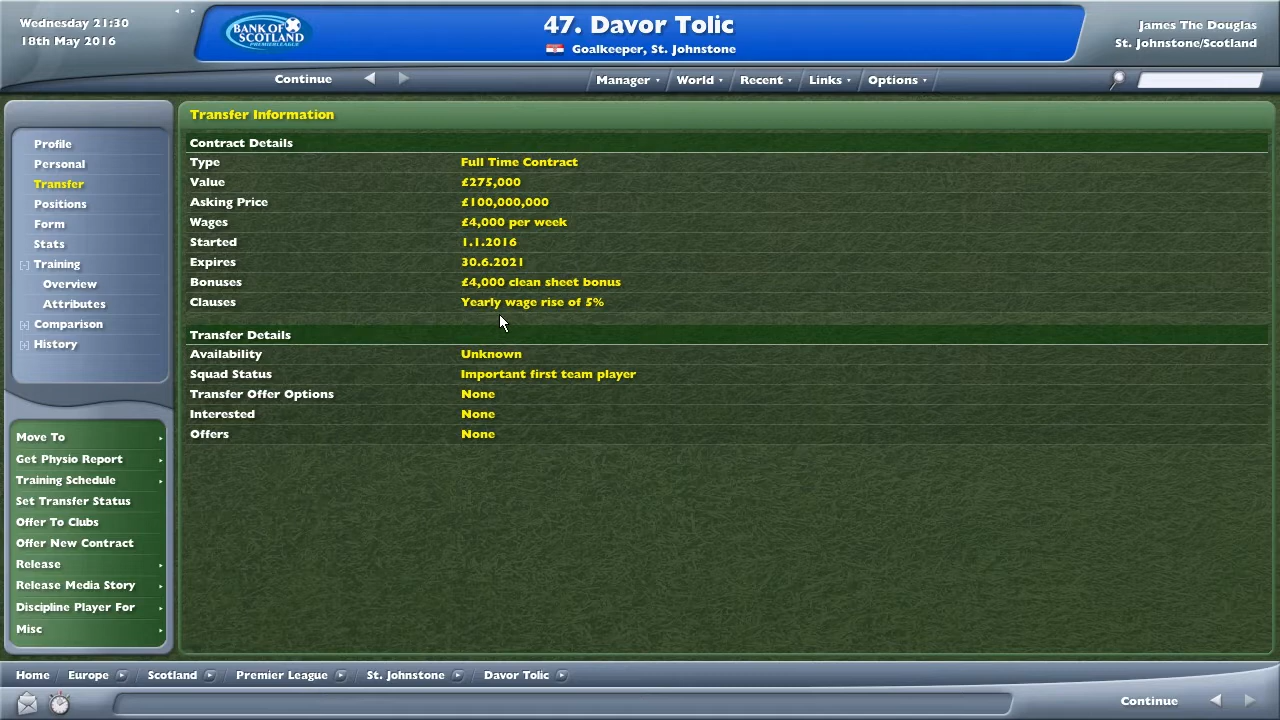 Wednesday 21:30
18th May 2016
BANK OF SCOTLAND
PREMIERLEAGUE
47. Davor Tolic
Goalkeeper, St. Johnstone
James The Douglas
St. Johnstone/Scotland
Continue
Manager
World
Recent
Links
Options
Profile
Personal
Transfer
Positions
Form
Stats
Training
Overview
Attributes
Comparison
History
Move To
Get Physio Report
Training Schedule
Set Transfer Status
Offer To Clubs
Offer New Contract
Release
Release Media Story
Discipline Player For
Misc
Transfer Information
Contract Details
Type Full Time Contract
Value £275,000
Asking Price £100,000,000
Wages £4,000 per week
Started 1.1.2016
Expires 30.6.2021
Bonuses £4,000 clean sheet bonus
Clauses Yearly wage rise of 5%
Transfer Details
Availability Unknown
Squad Status Important first team player
Transfer Offer Options None
Interested None
Offers None
Home Europe Scotland Premier League St. Johnstone Davor Tolic
Continue